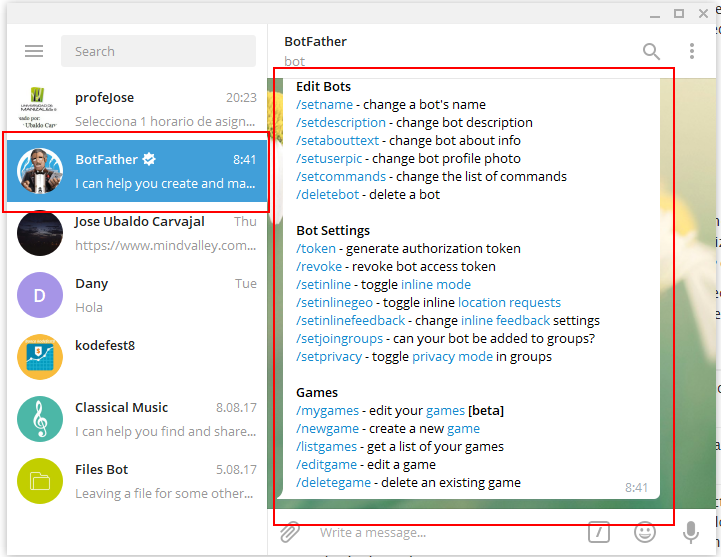 Search
profeJose 20:23
Selecciona 1 horario de asign...
BotFather 8:41
I can help you create and ma...
Jose Ubaldo Carvajal Thu
https://www.mindvalley.com...
Dany Tue
D
Hola
kodefest8
Classical Music 8.08.17
I can help you find and share...
Files Bot 5.08.17
Leaving a file for some other...
BotFather
bot
Edit Bots
/setname - change a bot's name
/setdescription - change bot description
/setabouttext - change bot about info
/setuserpic - change bot profile photo
/setcommands - change the list of commands
/deletebot - delete a bot
Bot Settings
/token - generate authorization token
/revoke - revoke bot access token
/setinline - toggle inline mode
/setinlinegeo - toggle inline location requests
/setinlinefeedback - change inline feedback settings
/setjoingroups - can your bot be added to groups?
/setprivacy - toggle privacy mode in groups
Games
/mygames - edit your games [beta]
/newgame - create a new game
/listgames - get a list of your games
/editgame - edit a game
/deletegame - delete an existing game
8:41
Write a message...